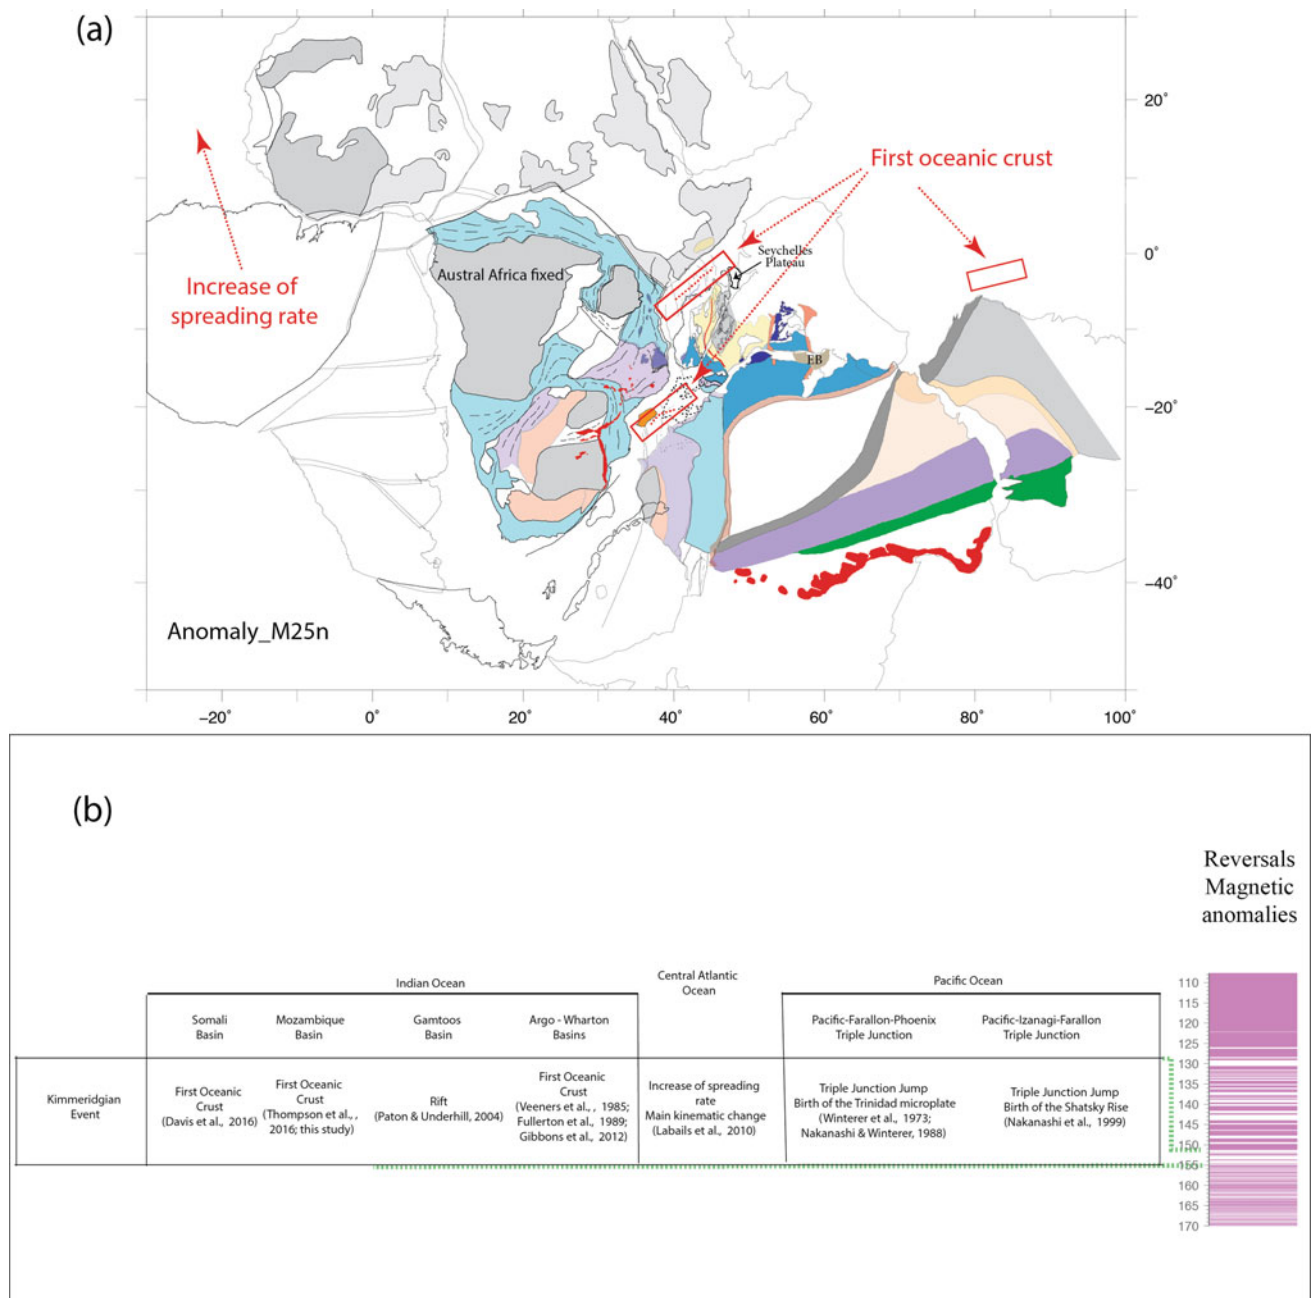 (a)
20°
First oceanic crust
0°
Seychelles
Plateau
Austral Africa fixed
Increase of
spreading rate
EB
−20°
−40°
Anomaly_M25n
−20°
0°
20°
40°
60°
80°
100°
(b)
Reversals
Magnetic
anomalies
Indian Ocean
Central Atlantic
Ocean
Pacific Ocean
Somali
Basin
Mozambique
Basin
Gamtoos
Basin
Argo - Wharton
Basins
Pacific-Farallon-Phoenix
Triple Junction
Pacific-Izanagi-Farallon
Triple Junction
Kimmeridgian
Event
First Oceanic
Crust
(Davis et al., 2016)
First Oceanic
Crust
(Thompson et al., ,
2016; this study)
Rift
(Paton & Underhill, 2004)
First Oceanic
Crust
(Veeners et al., , 1985;
Fullerton et al., 1989;
Gibbons et al., 2012)
Increase of spreading
rate
Main kinematic change
(Labails et al., 2010)
Triple Junction Jump
Birth of the Trinidad microplate
(Winterer et al., 1973;
Nakanashi & Winterer, 1988)
Triple Junction Jump
Birth of the Shatsky Rise
(Nakanashi et al., 1999)
110
115
120
125
130
135
140
145
150
155
160
165
170